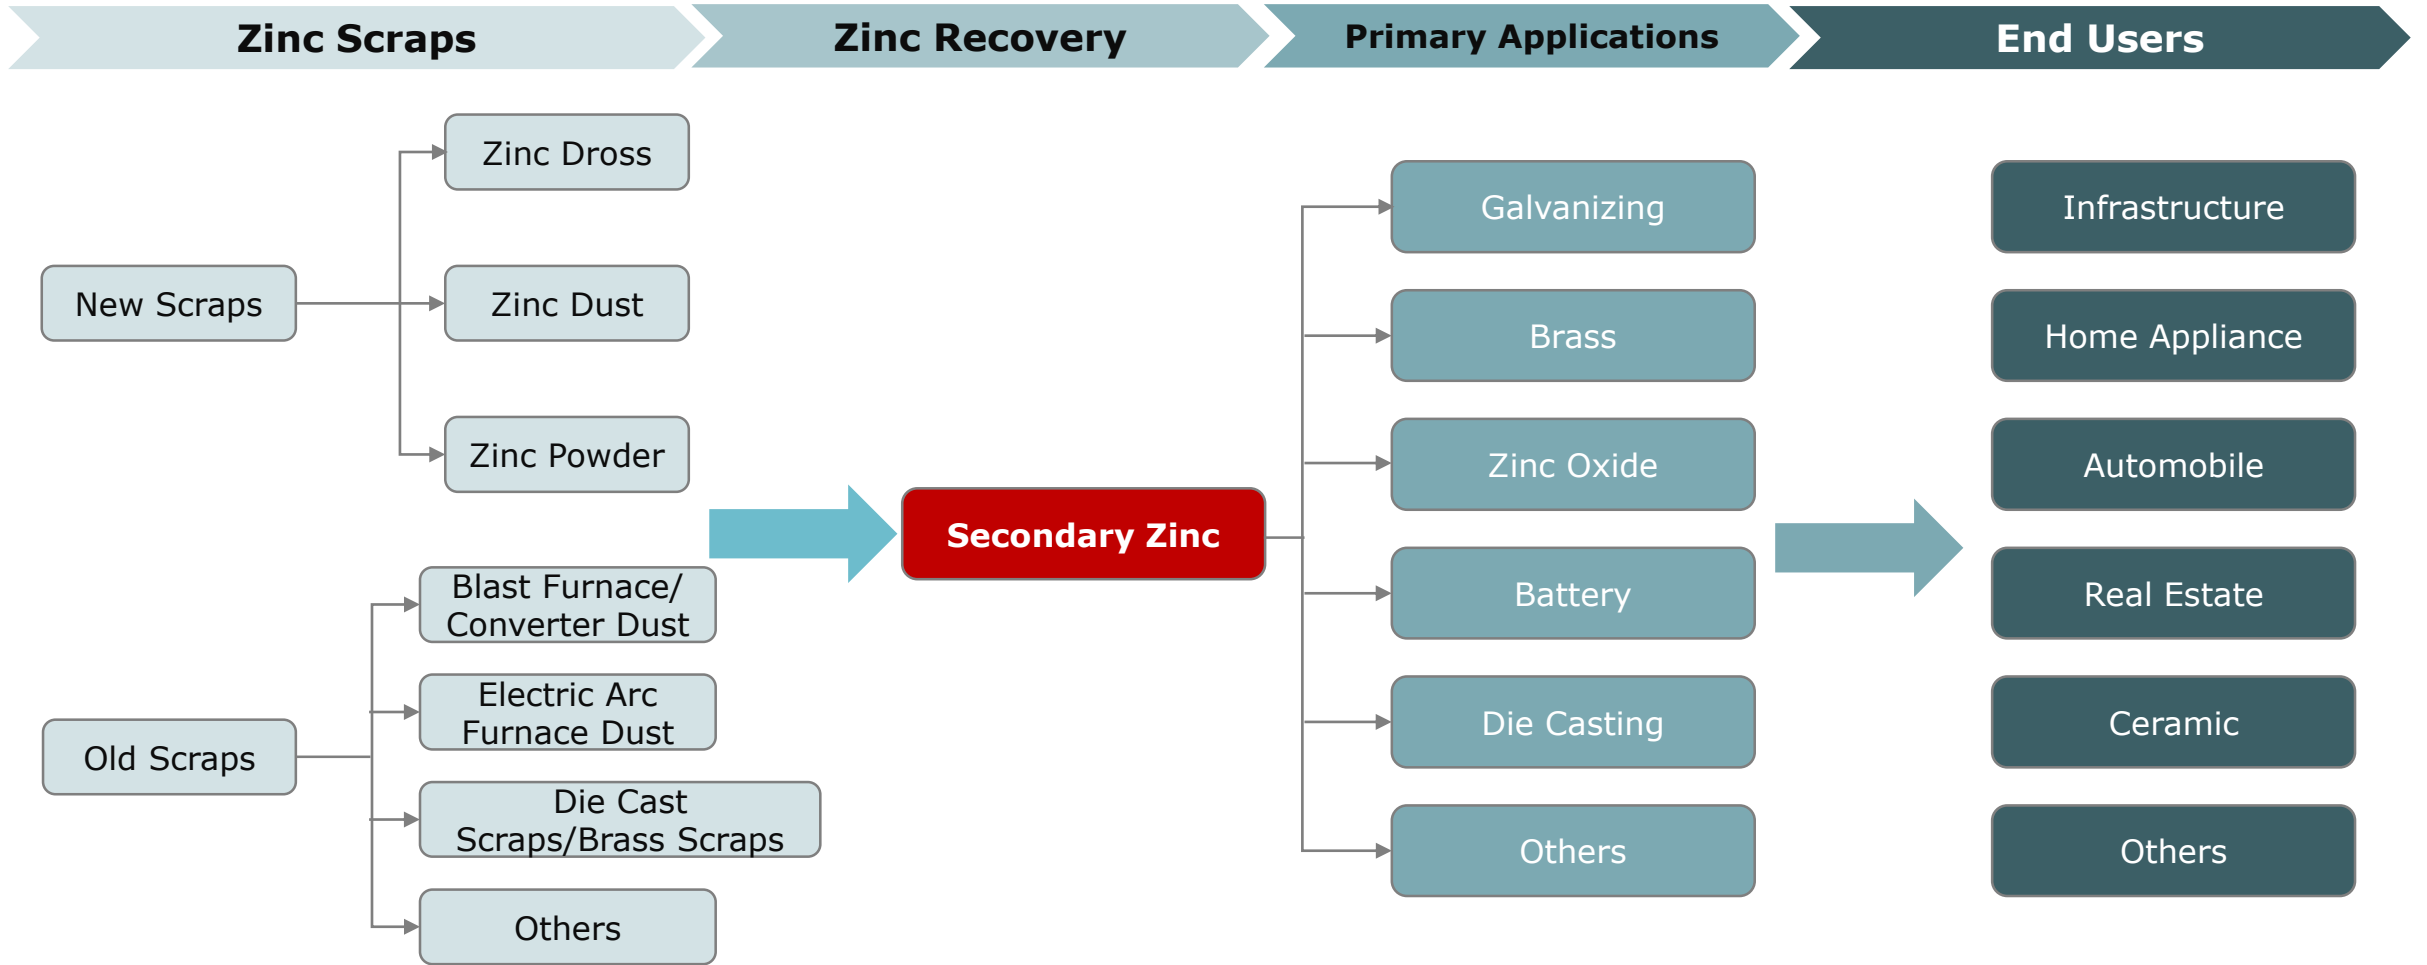 Zinc Scraps
Zinc Recovery
Primary Applications
End Users
New Scraps
Zinc Dross
Zinc Dust
Zinc Powder
Old Scraps
Blast Furnace/
Converter Dust
Electric Arc
Furnace Dust
Die Cast
Scraps/Brass Scraps
Others
Secondary Zinc
Galvanizing
Brass
Zinc Oxide
Battery
Die Casting
Others
Infrastructure
Home Appliance
Automobile
Real Estate
Ceramic
Others